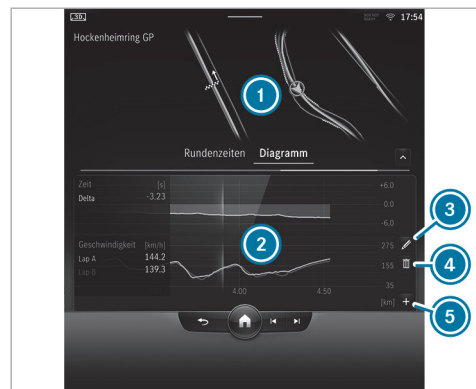 3D
17:54
Hockenheimring GP
1
Rundenzeiten Diagramm
Zeit [s]
Delta -3.23
+6.0
0.0
-6.0
3
Geschwindigkeit [km/h]
Lap A 144.2
Lap B 139.3
2
275
155
35
4
4.00 4.50
[km]
5